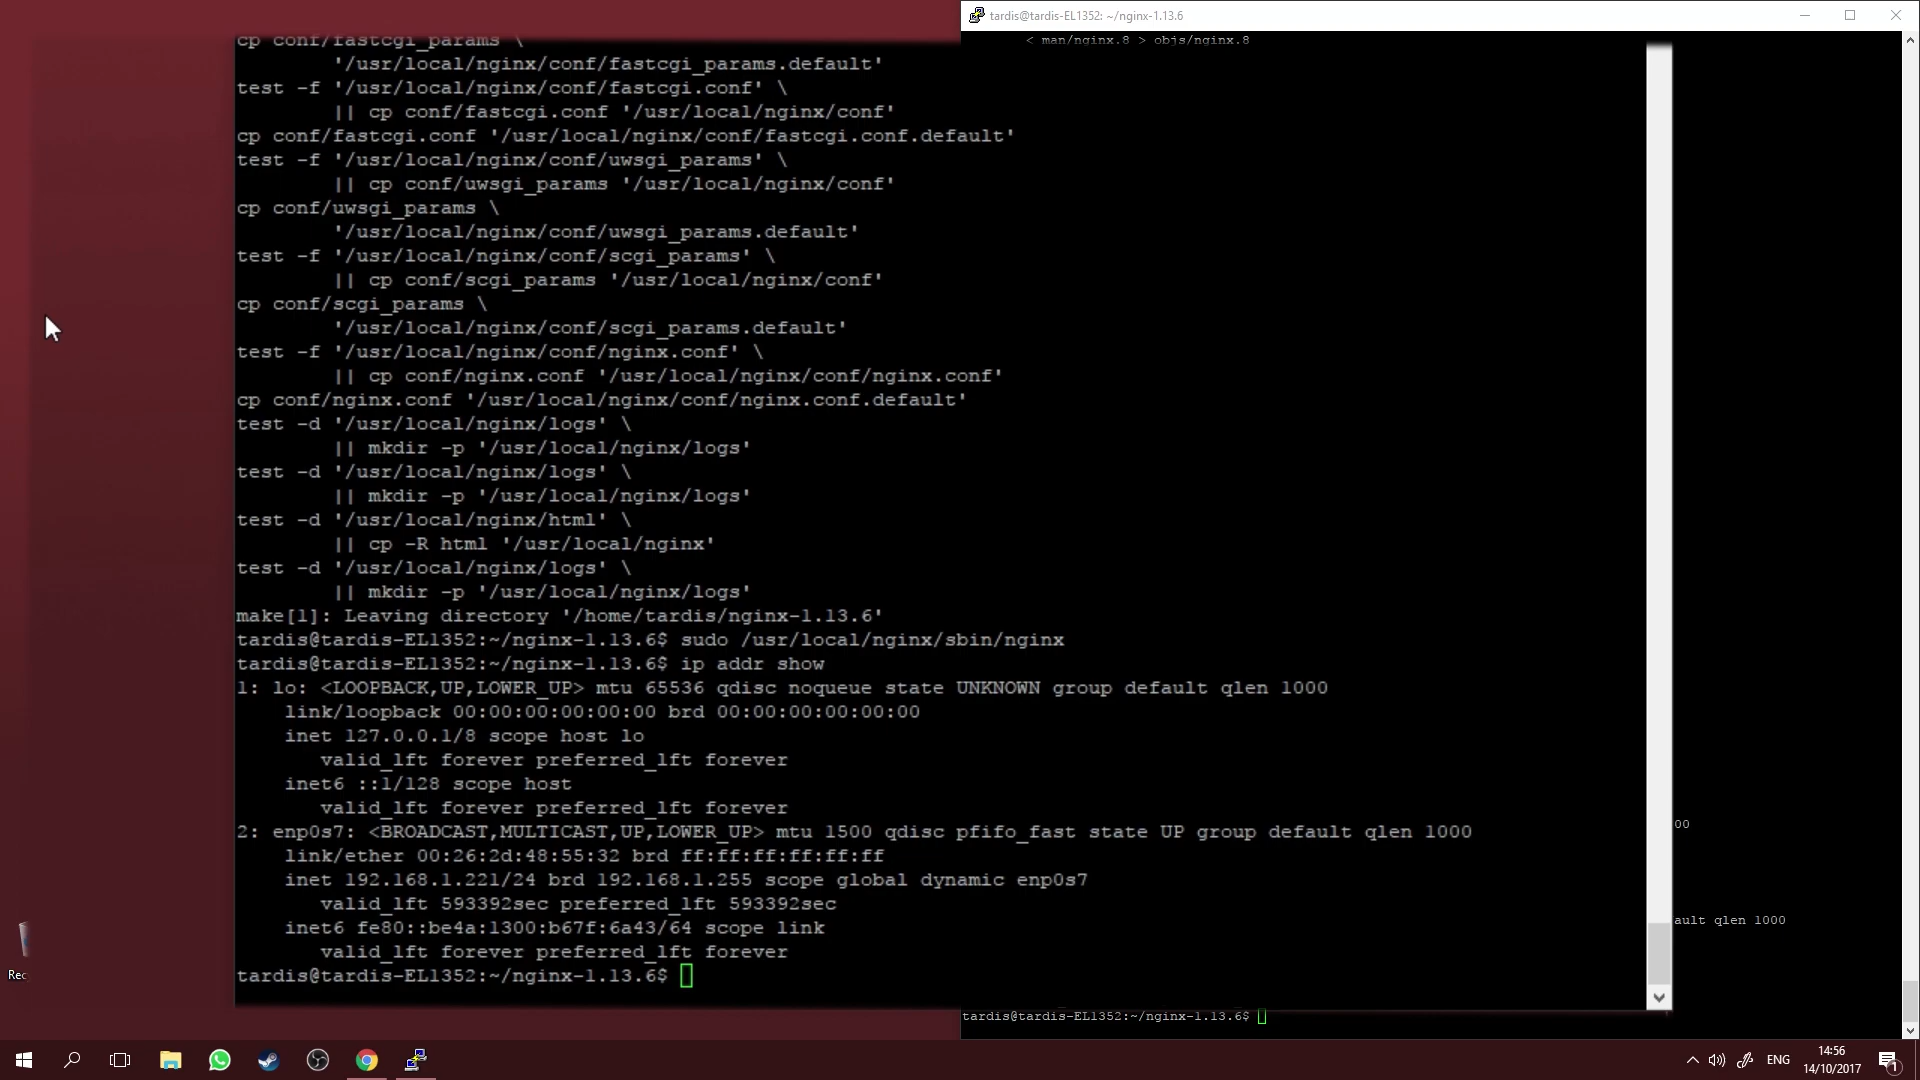 tardis@tardis-EL1352: ~/nginx-1.13.6
< man/nginx.8 > objs/nginx.8
cp conf/fastcgi_params \
'/usr/local/nginx/conf/fastcgi_params.default'
test -f '/usr/local/nginx/conf/fastcgi.conf' \
|| cp conf/fastcgi.conf '/usr/local/nginx/conf'
cp conf/fastcgi.conf '/usr/local/nginx/conf/fastcgi.conf.default'
test -f '/usr/local/nginx/conf/uwsgi_params' \
|| cp conf/uwsgi_params '/usr/local/nginx/conf'
cp conf/uwsgi_params \
'/usr/local/nginx/conf/uwsgi_params.default'
test -f '/usr/local/nginx/conf/scgi_params' \
|| cp conf/scgi_params '/usr/local/nginx/conf'
cp conf/scgi_params \
'/usr/local/nginx/conf/scgi_params.default'
test -f '/usr/local/nginx/conf/nginx.conf' \
|| cp conf/nginx.conf '/usr/local/nginx/conf/nginx.conf'
cp conf/nginx.conf '/usr/local/nginx/conf/nginx.conf.default'
test -d '/usr/local/nginx/logs' \
|| mkdir -p '/usr/local/nginx/logs'
test -d '/usr/local/nginx/logs' \
|| mkdir -p '/usr/local/nginx/logs'
test -d '/usr/local/nginx/html' \
|| cp -R html '/usr/local/nginx'
test -d '/usr/local/nginx/logs' \
|| mkdir -p '/usr/local/nginx/logs'
make[1]: Leaving directory '/home/tardis/nginx-1.13.6'
tardis@tardis-EL1352:~/nginx-1.13.6$ sudo /usr/local/nginx/sbin/nginx
tardis@tardis-EL1352:~/nginx-1.13.6$ ip addr show
1: lo: <LOOPBACK,UP,LOWER_UP> mtu 65536 qdisc noqueue state UNKNOWN group default qlen 1000
link/loopback 00:00:00:00:00:00 brd 00:00:00:00:00:00
inet 127.0.0.1/8 scope host lo
valid_lft forever preferred_lft forever
inet6 ::1/128 scope host
valid_lft forever preferred_lft forever
2: enp0s7: <BROADCAST,MULTICAST,UP,LOWER_UP> mtu 1500 qdisc pfifo_fast state UP group default qlen 1000
link/ether 00:26:2d:48:55:32 brd ff:ff:ff:ff:ff:ff
inet 192.168.1.221/24 brd 192.168.1.255 scope global dynamic enp0s7
valid_lft 593392sec preferred_lft 593392sec
inet6 fe80::be4a:1300:b67f:6a43/64 scope link
valid_lft forever preferred_lft forever
tardis@tardis-EL1352:~/nginx-1.13.6$
00
ault qlen 1000
tardis@tardis-EL1352:~/nginx-1.13.6$
Rec
ENG
14:56
14/10/2017
1